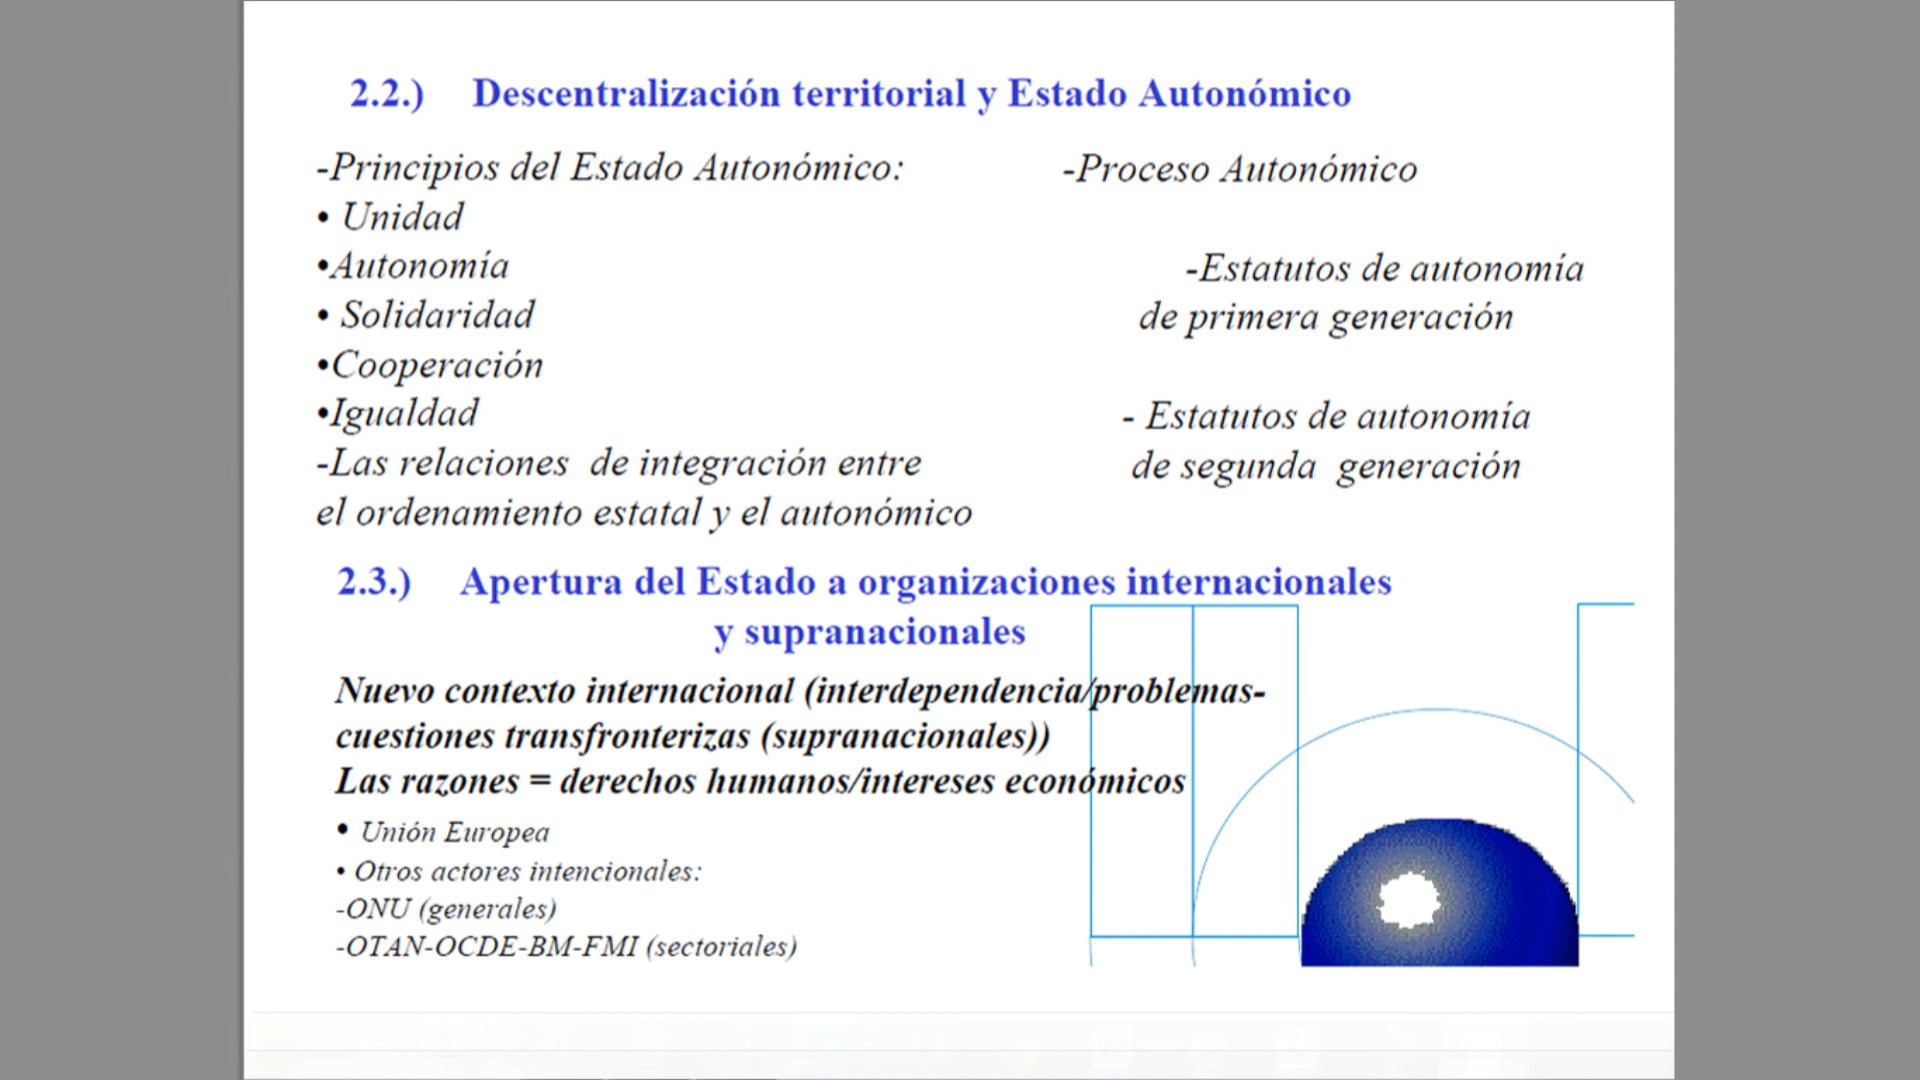 2.2.) Descentralización territorial y Estado Autonómico
-Principios del Estado Autonómico:
• Unidad
•Autonomía
• Solidaridad
•Cooperación
•Igualdad
-Las relaciones de integración entre
el ordenamiento estatal y el autonómico
-Proceso Autonómico
-Estatutos de autonomía
de primera generación
- Estatutos de autonomía
de segunda generación
2.3.) Apertura del Estado a organizaciones internacionales
y supranacionales
Nuevo contexto internacional (interdependencia/problemas-
cuestiones transfronterizas (supranacionales))
Las razones = derechos humanos/intereses económicos
• Unión Europea
• Otros actores intencionales:
-ONU (generales)
-OTAN-OCDE-BM-FMI (sectoriales)